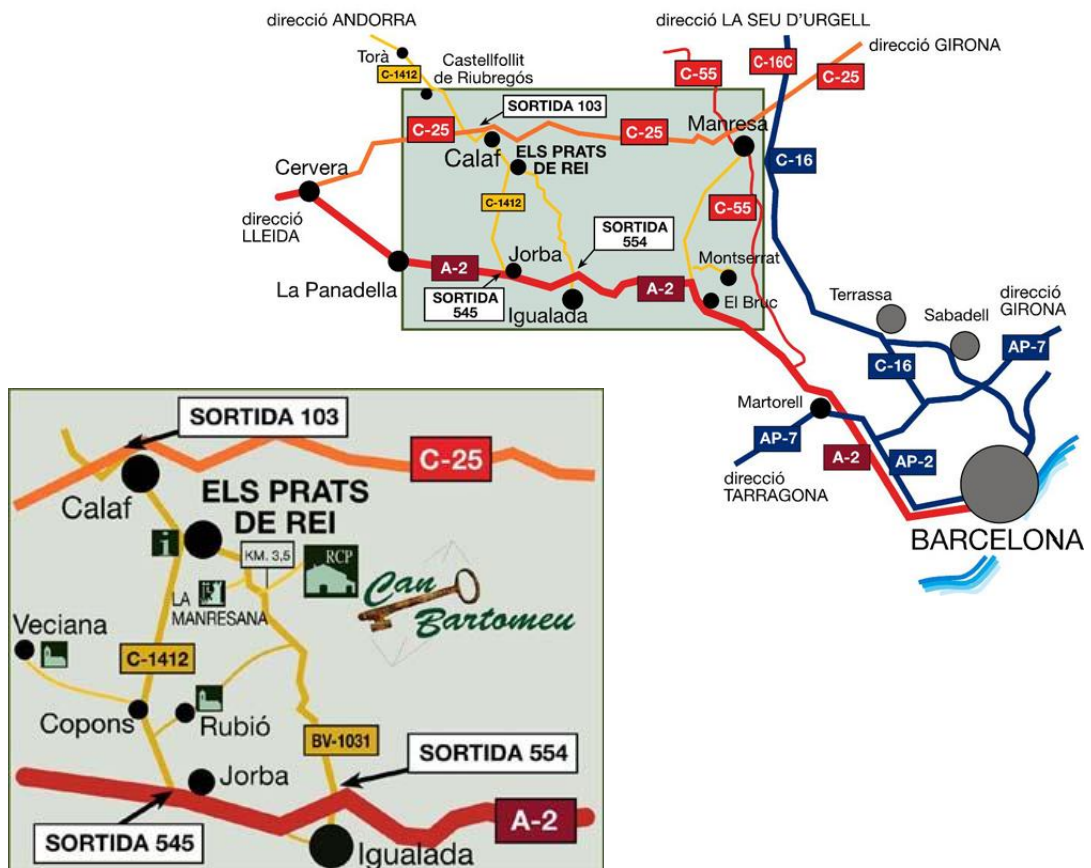 direcció ANDORRA
direcció LA SEU D'URGELL
direcció GIRONA
Torà
C-1412
Castellfollit
de Riubregós
C-55
C-16C
C-25
SORTIDA 103
C-25
C-25
Manresa
Calaf
ELS PRATS
DE REI
Cervera
C-16
C-1412
direcció
LLEIDA
C-55
SORTIDA
554
Jorba
Montserrat
A-2
A-2
La Panadella
SORTIDA
545
Igualada
El Bruc
Terrassa
Sabadell
direcció
GIRONA
AP-7
C-16
Martorell
AP-7
A-2
AP-2
direcció
TARRAGONA
BARCELONA
SORTIDA 103
C-25
Calaf
ELS PRATS
DE REI
i
KM. 3,5
RCP
LA
MANRESANA
Can
Bartomeu
Veciana
C-1412
Copons
Rubió
BV-1031
SORTIDA 554
Jorba
SORTIDA 545
A-2
Igualada